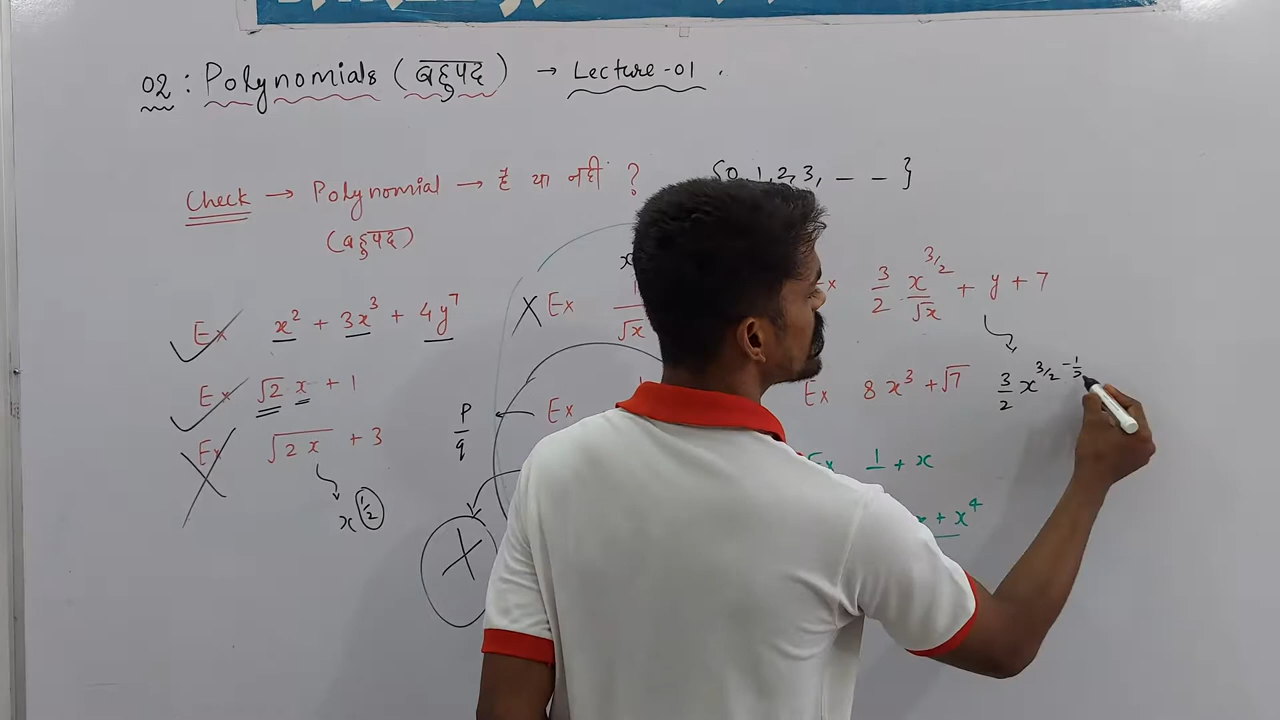 02 : Polynomials (बहुपद) → Lecture-01.
Check → Polynomial → है या नहीं ?
(बहुपद)
{0, 1, 2, 3, – – }
Ex x² + 3x³ + 4y⁷
Ex √2 x + 1
Ex √2x + 3
x^1/2
X Ex 1/√x
P/q ← Ex
X
3/2 x^3/2/√x + y + 7
3/2 x^3/2 -1/2
Ex 8x³ + √7
Ex 1 + x
x + x⁴